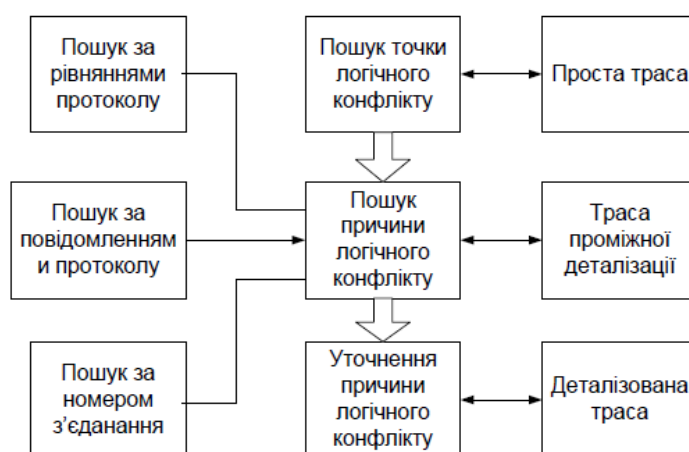 Пошук за
рівняннями
протоколу
Пошук точки
логічного
конфлікту
Проста траса
Пошук за
повідомленням
и протоколу
Пошук
причини
логічного
конфлікту
Траса
проміжної
деталізації
Пошук за
номером
з’єданання
Уточнення
причини
логічного
конфлікту
Деталізована
траса